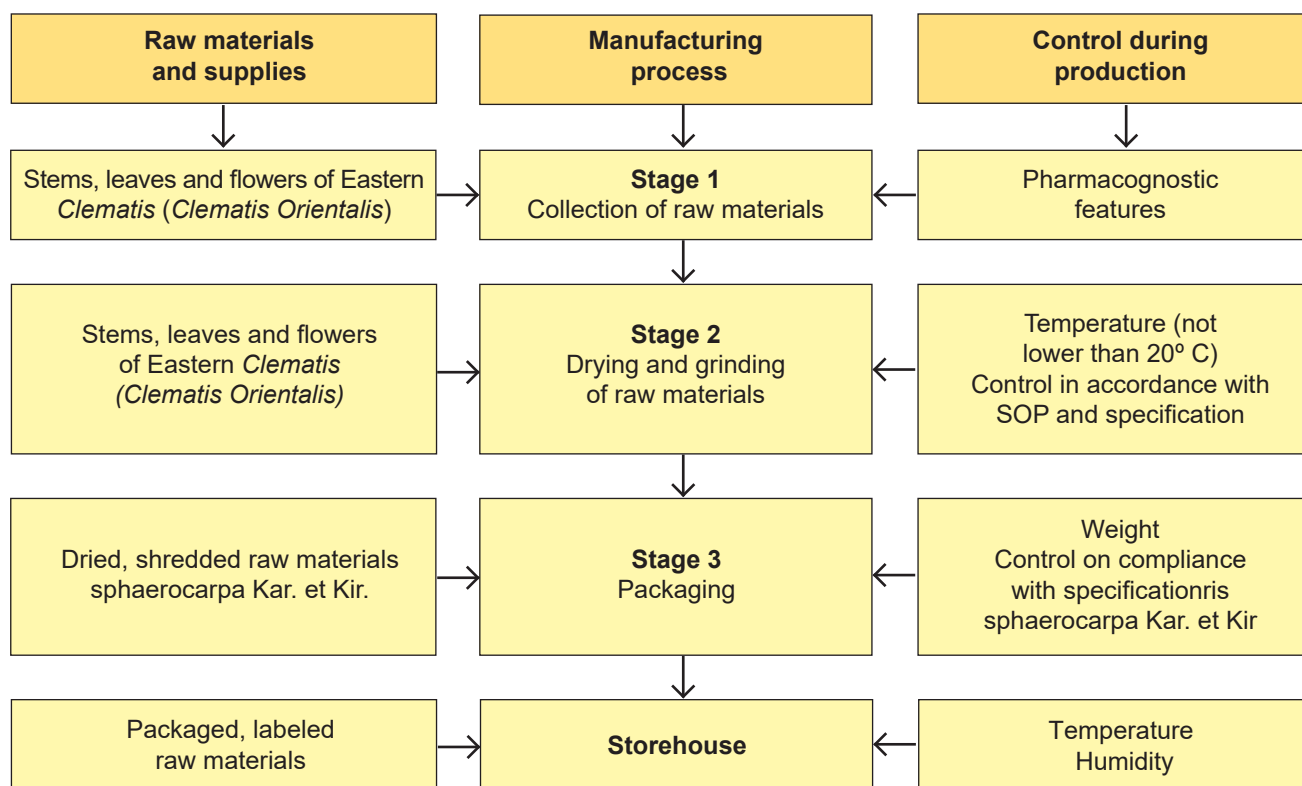 Raw materials
and supplies
Manufacturing
process
Control during
production
Stems, leaves and flowers of Eastern
Clematis (Clematis Orientalis)
Stage 1
Collection of raw materials
Pharmacognostic
features
Stems, leaves and flowers
of Eastern Clematis
(Clematis Orientalis)
Stage 2
Drying and grinding
of raw materials
Temperature (not
lower than 20º C)
Control in accordance with
SOP and specification
Dried, shredded raw materials
sphaerocarpa Kar. et Kir.
Stage 3
Packaging
Weight
Control on compliance
with specificationris
sphaerocarpa Kar. et Kir
Packaged, labeled
raw materials
Storehouse
Temperature
Humidity